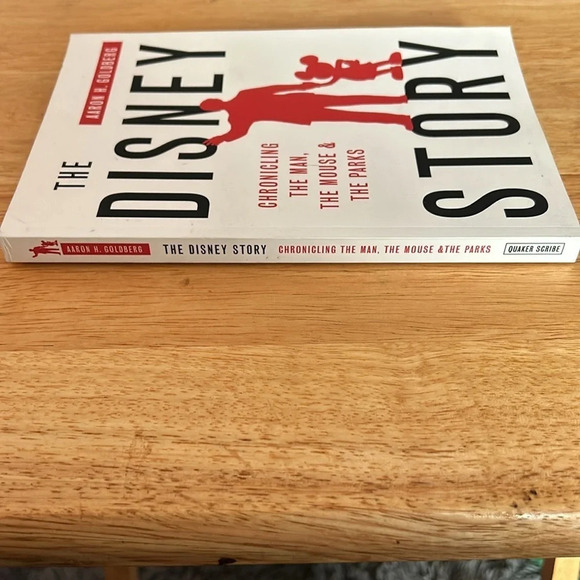 AARON H. GOLDBERG
THE
DISNEY
STORY
CHRONICLING
THE MAN,
THE MOUSE &
THE PARKS
AARON H. GOLDBERG THE DISNEY STORY CHRONICLING THE MAN, THE MOUSE &THE PARKS QUAKER SCRIBE